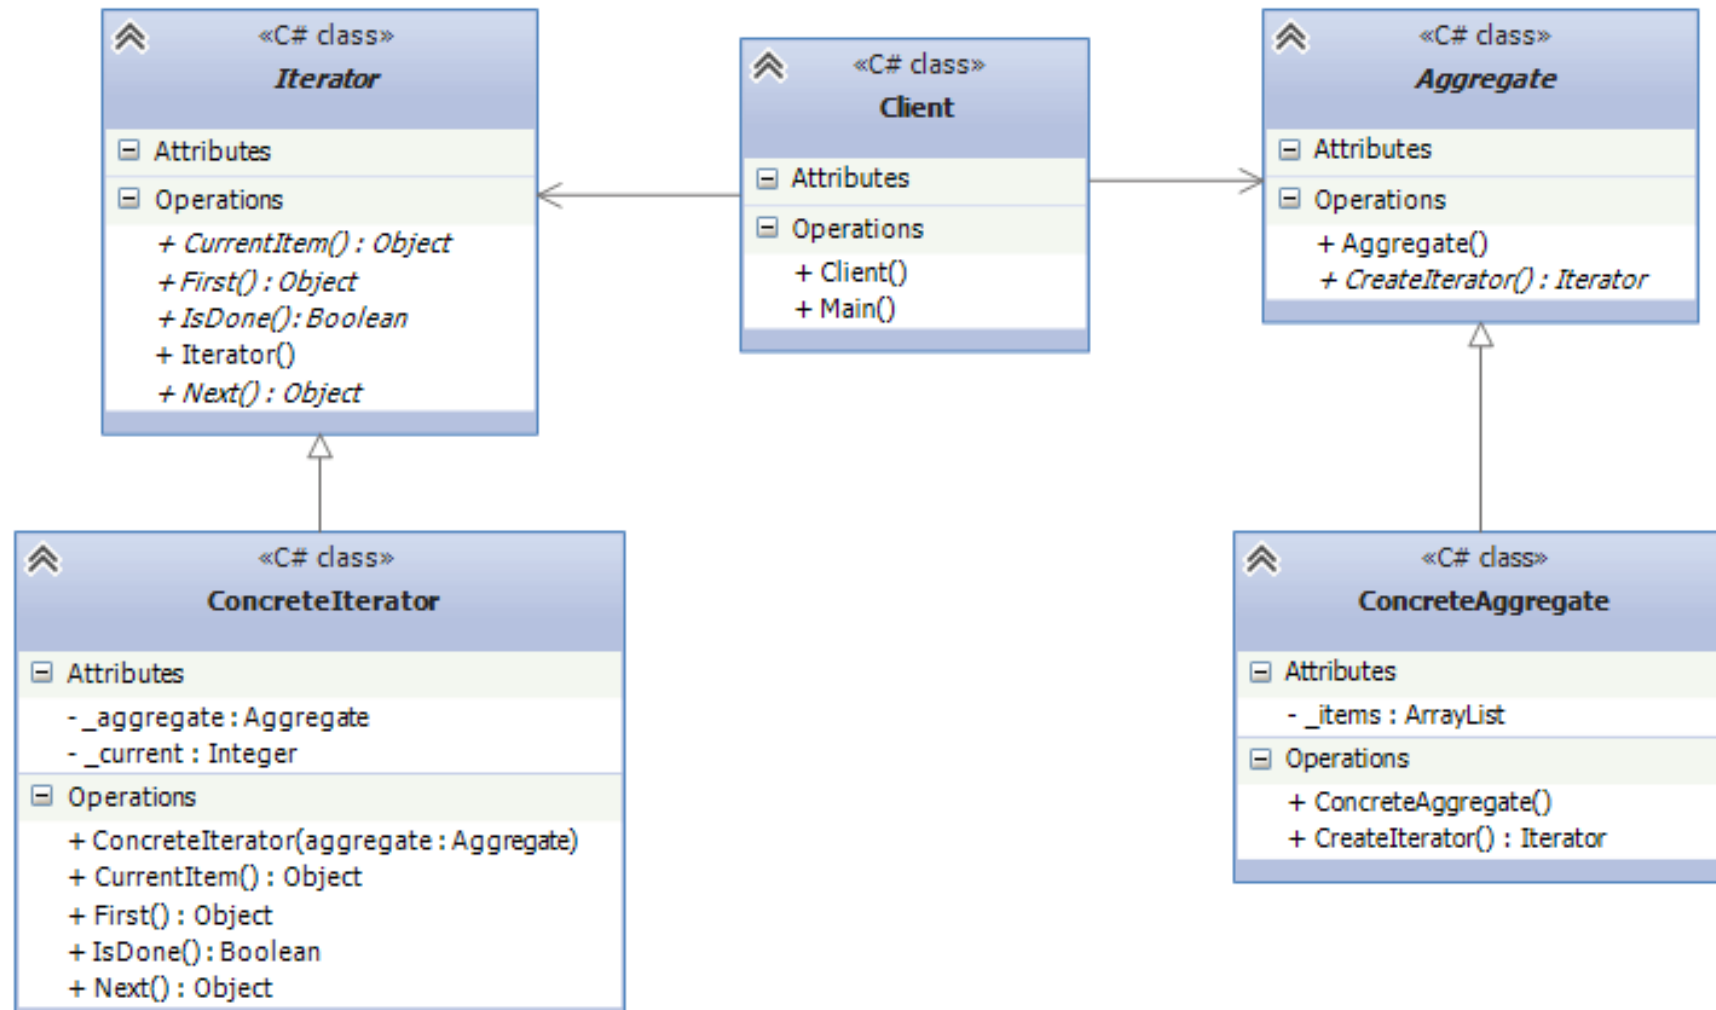 «C# class»
Iterator
Attributes
Operations
+ CurrentItem() : Object
+ First() : Object
+ IsDone() : Boolean
+ Iterator()
+ Next() : Object
«C# class»
Client
Attributes
Operations
+ Client()
+ Main()
«C# class»
Aggregate
Attributes
Operations
+ Aggregate()
+ CreateIterator() : Iterator
«C# class»
ConcreteIterator
Attributes
- _aggregate : Aggregate
- _current : Integer
Operations
+ ConcreteIterator(aggregate : Aggregate)
+ CurrentItem() : Object
+ First() : Object
+ IsDone() : Boolean
+ Next() : Object
«C# class»
ConcreteAggregate
Attributes
- _items : ArrayList
Operations
+ ConcreteAggregate()
+ CreateIterator() : Iterator